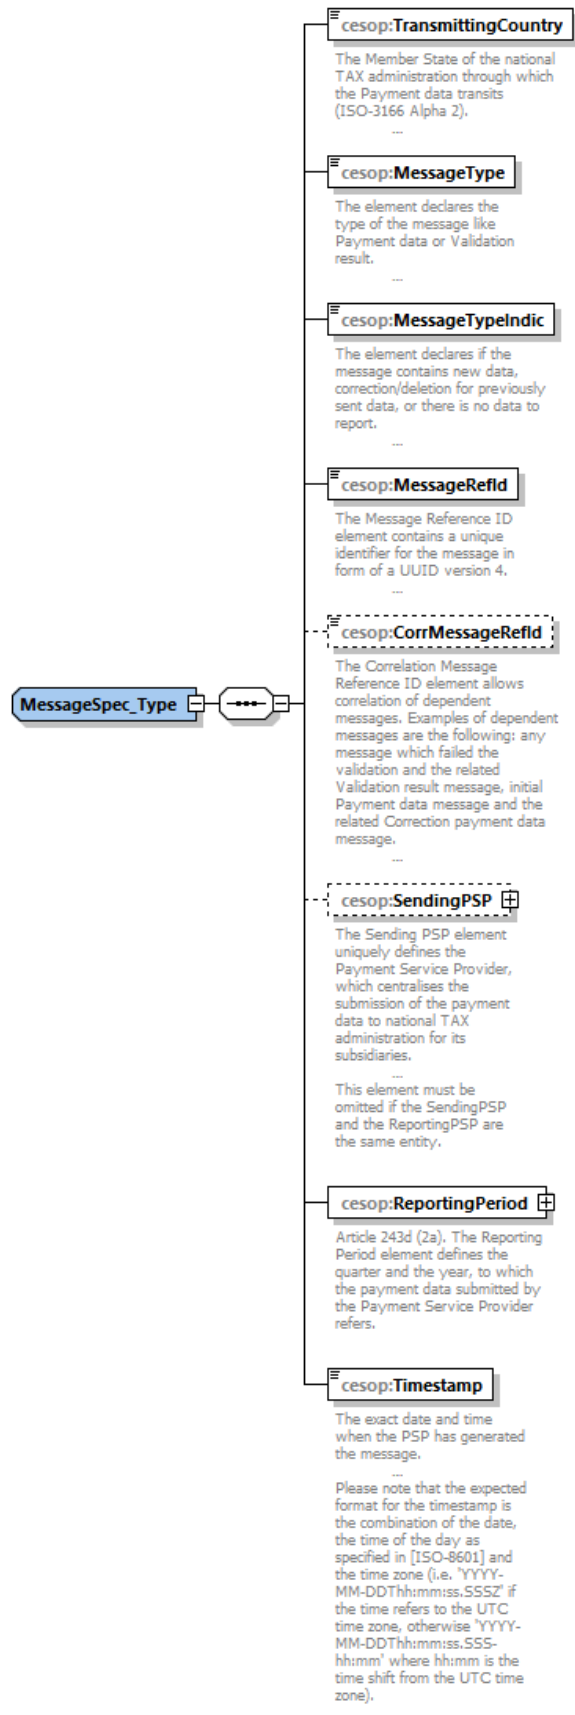 cesop:TransmittingCountry
The Member State of the national
TAX administration through which
the Payment data transits
(ISO-3166 Alpha 2).
...
cesop:MessageType
The element declares the
type of the message like
Payment data or Validation
result.
...
cesop:MessageTypeIndic
The element declares if the
message contains new data,
correction/deletion for previously
sent data, or there is no data to
report.
...
cesop:MessageRefId
The Message Reference ID
element contains a unique
identifier for the message in
form of a UUID version 4.
...
cesop:CorrMessageRefId
The Correlation Message
Reference ID element allows
correlation of dependent
messages. Examples of dependent
messages are the following: any
message which failed the
validation and the related
Validation result message, initial
Payment data message and the
related Correction payment data
message.
...
MessageSpec_Type
cesop:SendingPSP
The Sending PSP element
uniquely defines the
Payment Service Provider,
which centralises the
submission of the payment
data to national TAX
administration for its
subsidiaries.
...
This element must be
omitted if the SendingPSP
and the ReportingPSP are
the same entity.
cesop:ReportingPeriod
Article 243d (2a). The Reporting
Period element defines the
quarter and the year, to which
the payment data submitted by
the Payment Service Provider
refers.
cesop:Timestamp
The exact date and time
when the PSP has generated
the message.
...
Please note that the expected
format for the timestamp is
the combination of the date,
the time of the day as
specified in [ISO-8601] and
the time zone (i.e. 'YYYY-
MM-DDThh:mm:ss.SSSZ' if
the time refers to the UTC
time zone, otherwise 'YYYY-
MM-DDThh:mm:ss.SSS-
hh:mm' where hh:mm is the
time shift from the UTC time
zone).